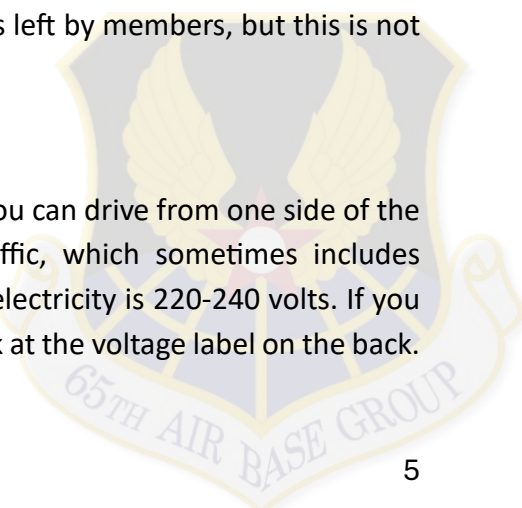 s left by members, but this is not
ou can drive from one side of the
ffic, which sometimes includes
electricity is 220-240 volts. If you
k at the voltage label on the back.
65TH AIR BASE GROUP
5